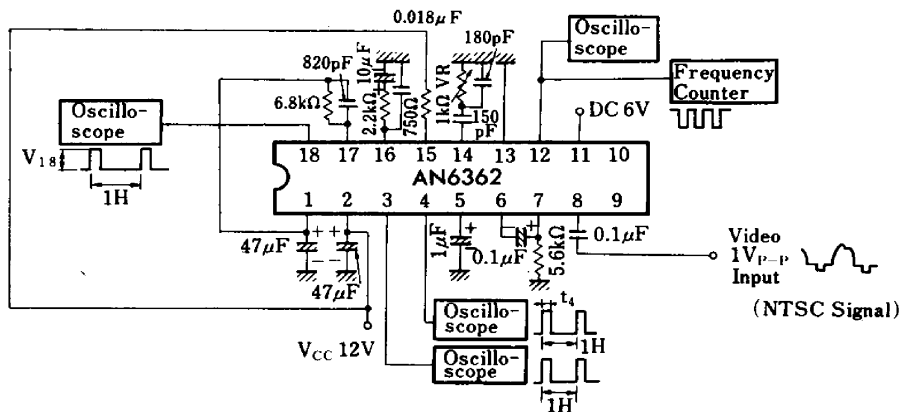 0.018μF
180pF
Oscillo-
scope
820pF
10μF
6.8kΩ
2.2kΩ
750Ω
1kΩ VR
150
pF
Frequency
Counter
DC 6V
Oscillo-
scope
V18
1H
18 17 16 15 14 13 12 11 10
AN6362
1 2 3 4 5 6 7 8 9
47μF
+ +
- -
47μF
1μF
+
-
0.1μF
+
5.6kΩ
0.1μF
Video
1VP-P
Input
(NTSC Signal)
VCC 12V
Oscillo-
scope
t4
1H
Oscillo-
scope
1H